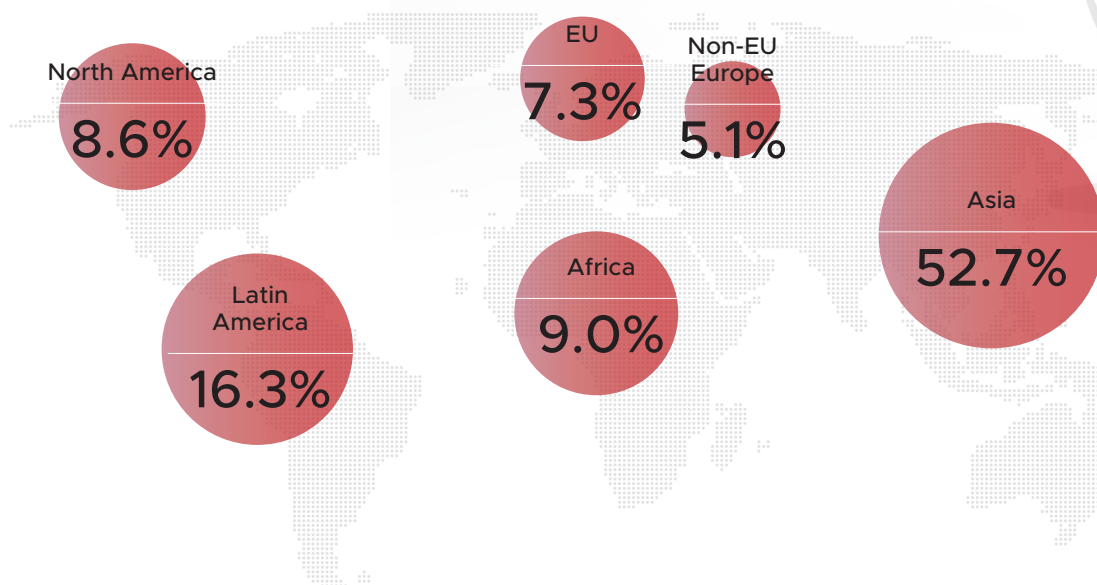 North America
8.6%
EU
7.3%
Non-EU
Europe
5.1%
Asia
52.7%
Latin
America
16.3%
Africa
9.0%